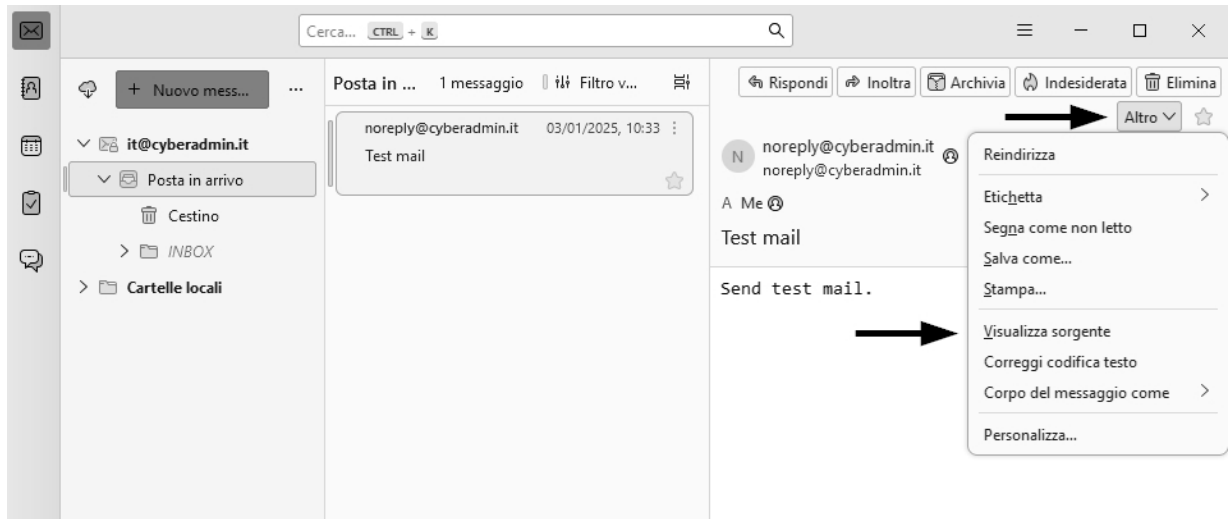 Cerca... CTRL + K
+ Nuovo mess... ...
it@cyberadmin.it
Posta in arrivo
Cestino
INBOX
Cartelle locali
Posta in ... 1 messaggio Filtro v...
noreply@cyberadmin.it 03/01/2025, 10:33
Test mail
Rispondi Inoltra Archivia Indesiderata Elimina
Altro
N
noreply@cyberadmin.it
noreply@cyberadmin.it
A Me
Test mail
Send test mail.
Reindirizza
Etichetta
Segna come non letto
Salva come...
Stampa...
Visualizza sorgente
Correggi codifica testo
Corpo del messaggio come
Personalizza...